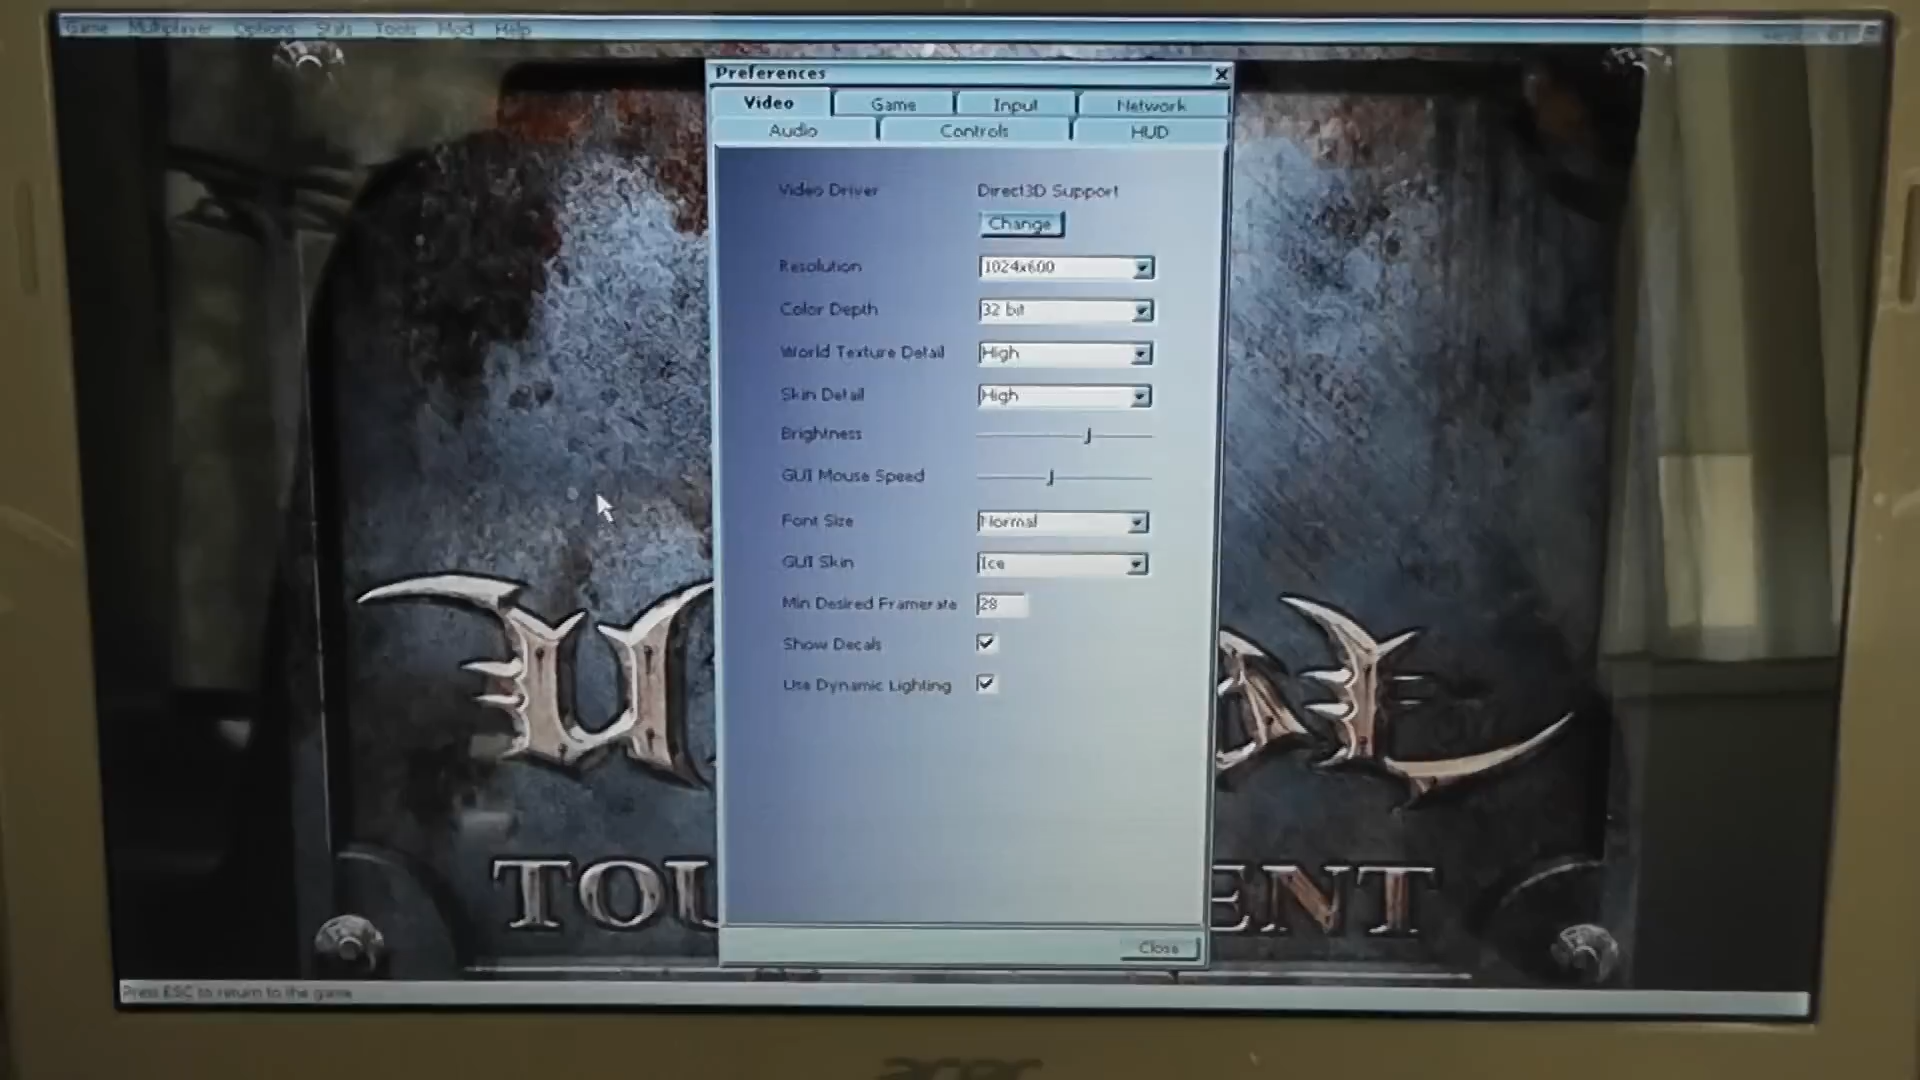 Game Multiplayer Options Stats Tools Mod Help
Preferences
Video Game Input Network
Audio Controls HUD
Video Driver Direct3D Support
Change
Resolution 1024x600
Color Depth 32 bit
World Texture Detail High
Skin Detail High
Brightness
GUI Mouse Speed
Font Size Normal
GUI Skin Ice
Min Desired Framerate 28
Show Decals
Use Dynamic Lighting
TOU ENT
Close
Press ESC to return to the game
acer